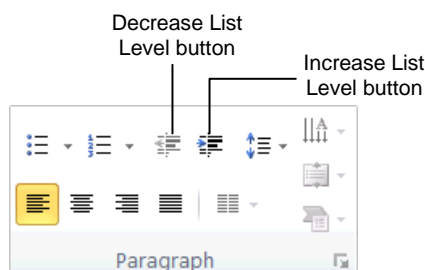 Decrease List
Level button
Increase List
Level button
Paragraph